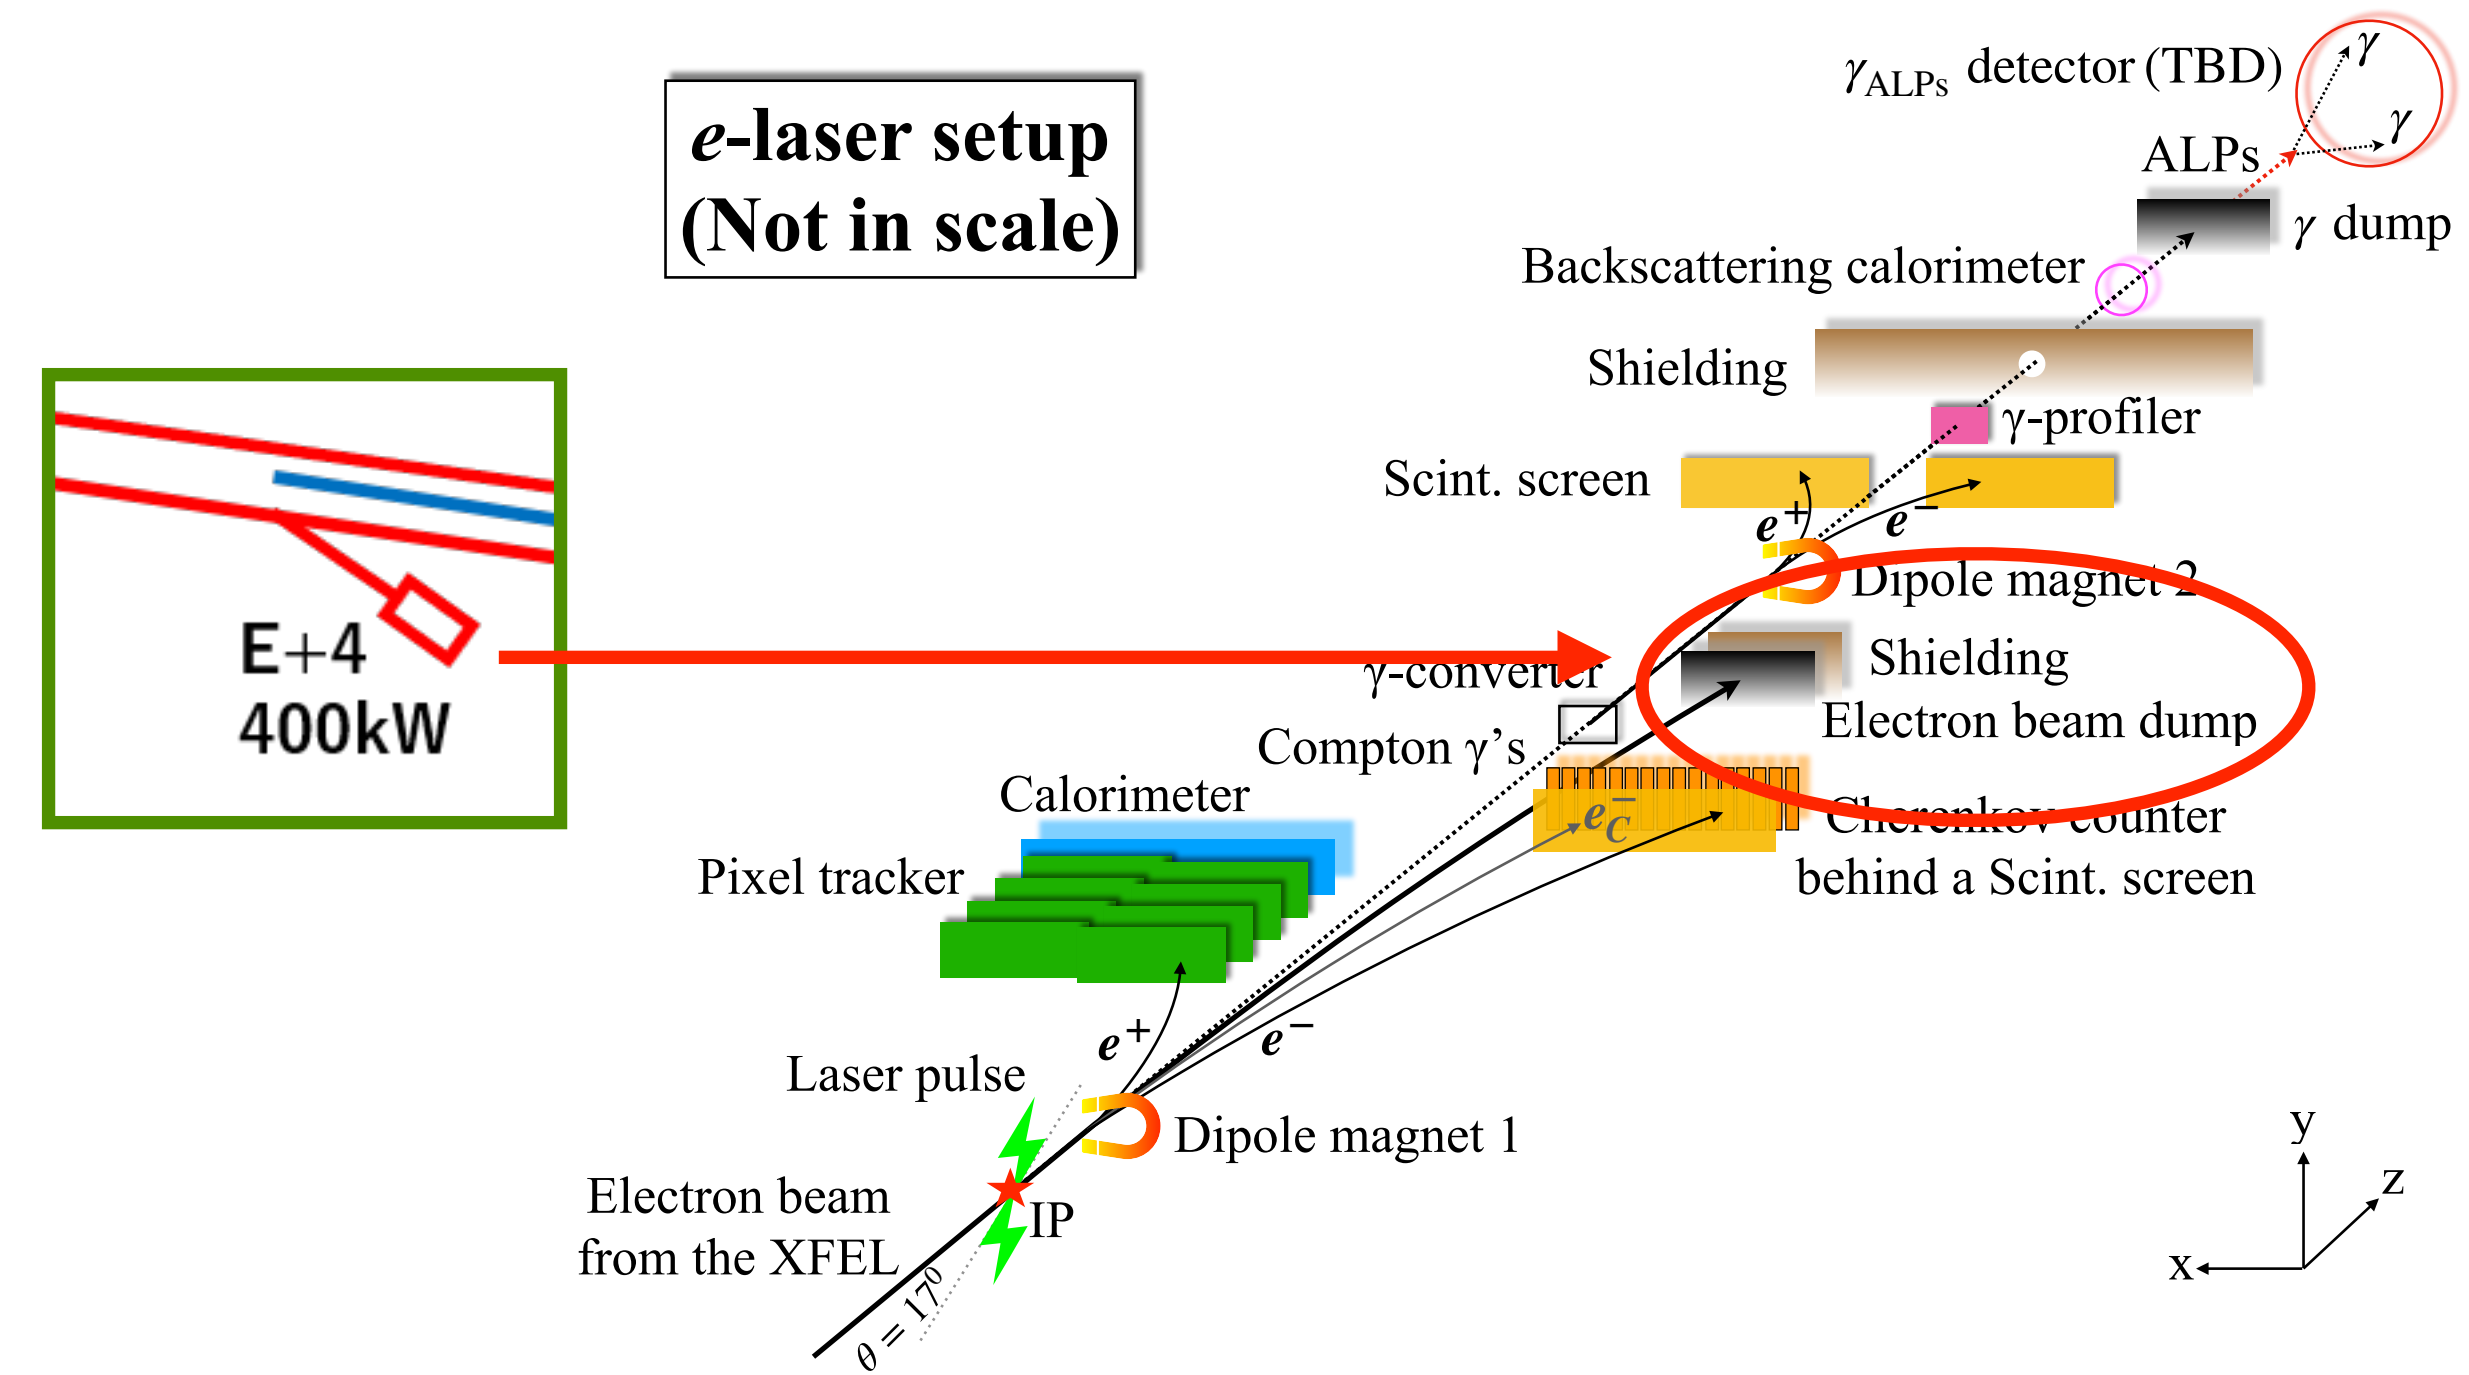 e-laser setup
(Not in scale)
γALPs detector (TBD)
γ
γ
ALPs
γ dump
Backscattering calorimeter
Shielding
γ-profiler
Scint. screen
e+
e−
Dipole magnet 2
Shielding
γ-converter
Electron beam dump
Compton γ's
E+4
400kW
Calorimeter
e−C
Cherenkov counter
behind a Scint. screen
Pixel tracker
e+
e−
Laser pulse
Dipole magnet 1
Electron beam
from the XFEL
IP
θ = 17⁰
y
z
x